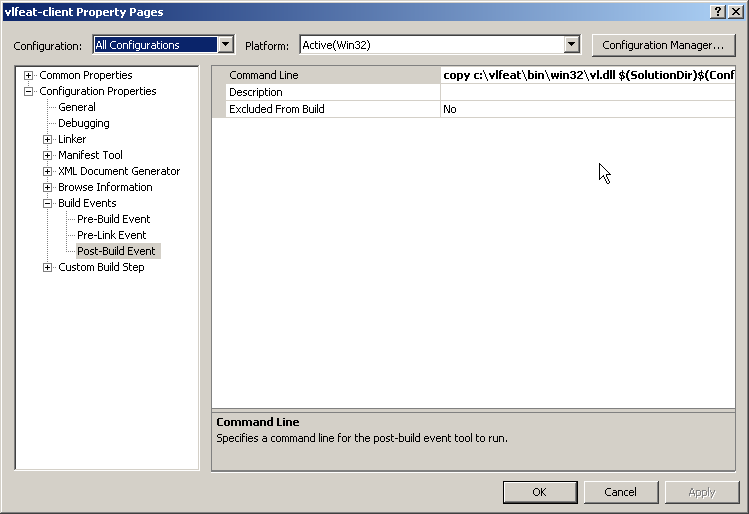 vlfeat-client Property Pages
Configuration: All Configurations Platform: Active(Win32) Configuration Manager...
Common Properties
Configuration Properties
General
Debugging
Linker
Manifest Tool
XML Document Generator
Browse Information
Build Events
Pre-Build Event
Pre-Link Event
Post-Build Event
Custom Build Step
Command Line copy c:\vlfeat\bin\win32\vl.dll $(SolutionDir)$(Conf
Description
Excluded From Build No
Command Line
Specifies a command line for the post-build event tool to run.
OK Cancel Apply